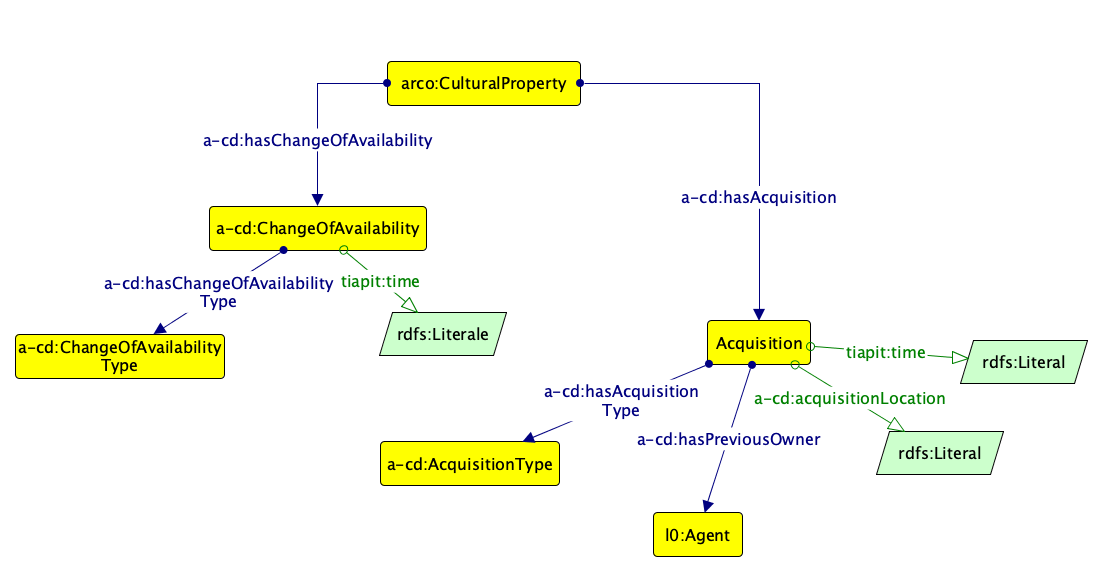 arco:CulturalProperty
a-cd:hasChangeOfAvailability
a-cd:hasAcquisition
a-cd:ChangeOfAvailability
a-cd:hasChangeOfAvailability
Type
tiapit:time
rdfs:Literale
a-cd:ChangeOfAvailability
Type
Acquisition
tiapit:time
rdfs:Literal
a-cd:hasAcquisition
Type
a-cd:acquisitionLocation
a-cd:hasPreviousOwner
rdfs:Literal
a-cd:AcquisitionType
l0:Agent